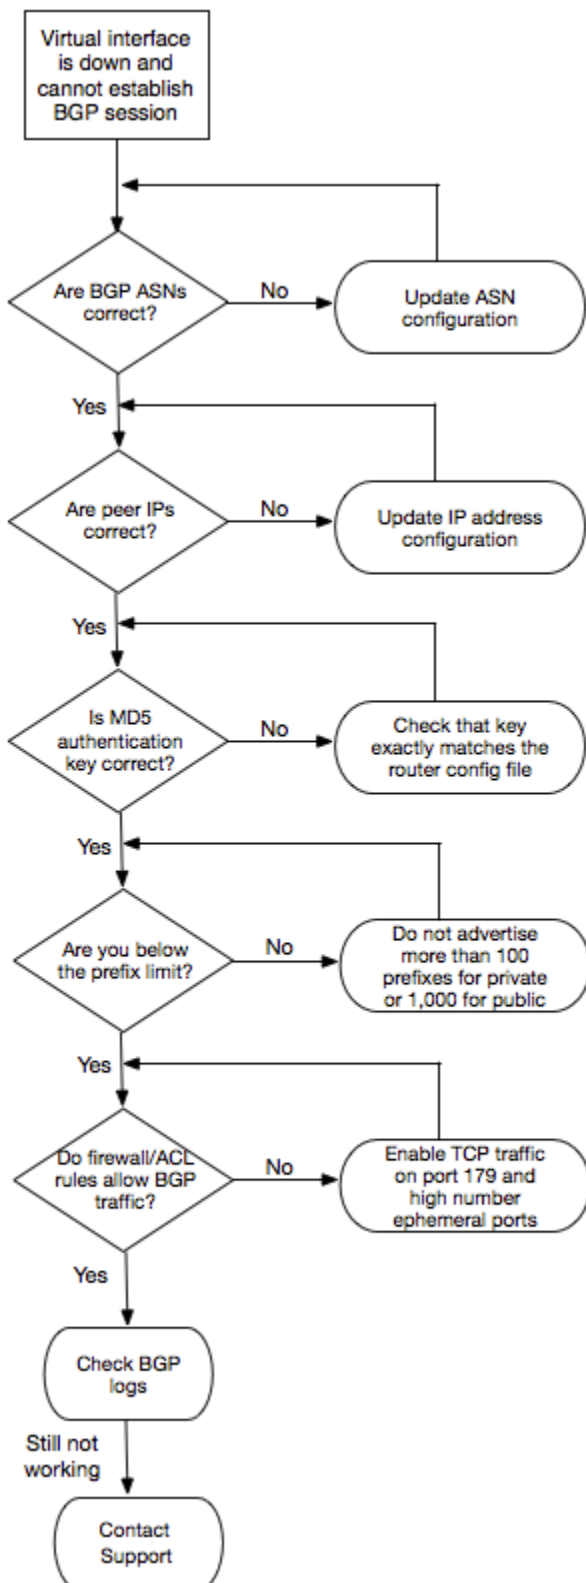 Virtual interface
is down and
cannot establish
BGP session
Are BGP ASNs
correct?
No
Update ASN
configuration
Yes
Are peer IPs
correct?
No
Update IP address
configuration
Yes
Is MD5
authentication
key correct?
No
Check that key
exactly matches the
router config file
Yes
Are you below
the prefix limit?
No
Do not advertise
more than 100
prefixes for private
or 1,000 for public
Yes
Do firewall/ACL
rules allow BGP
traffic?
No
Enable TCP traffic
on port 179 and
high number
ephemeral ports
Yes
Check BGP
logs
Still not
working
Contact
Support